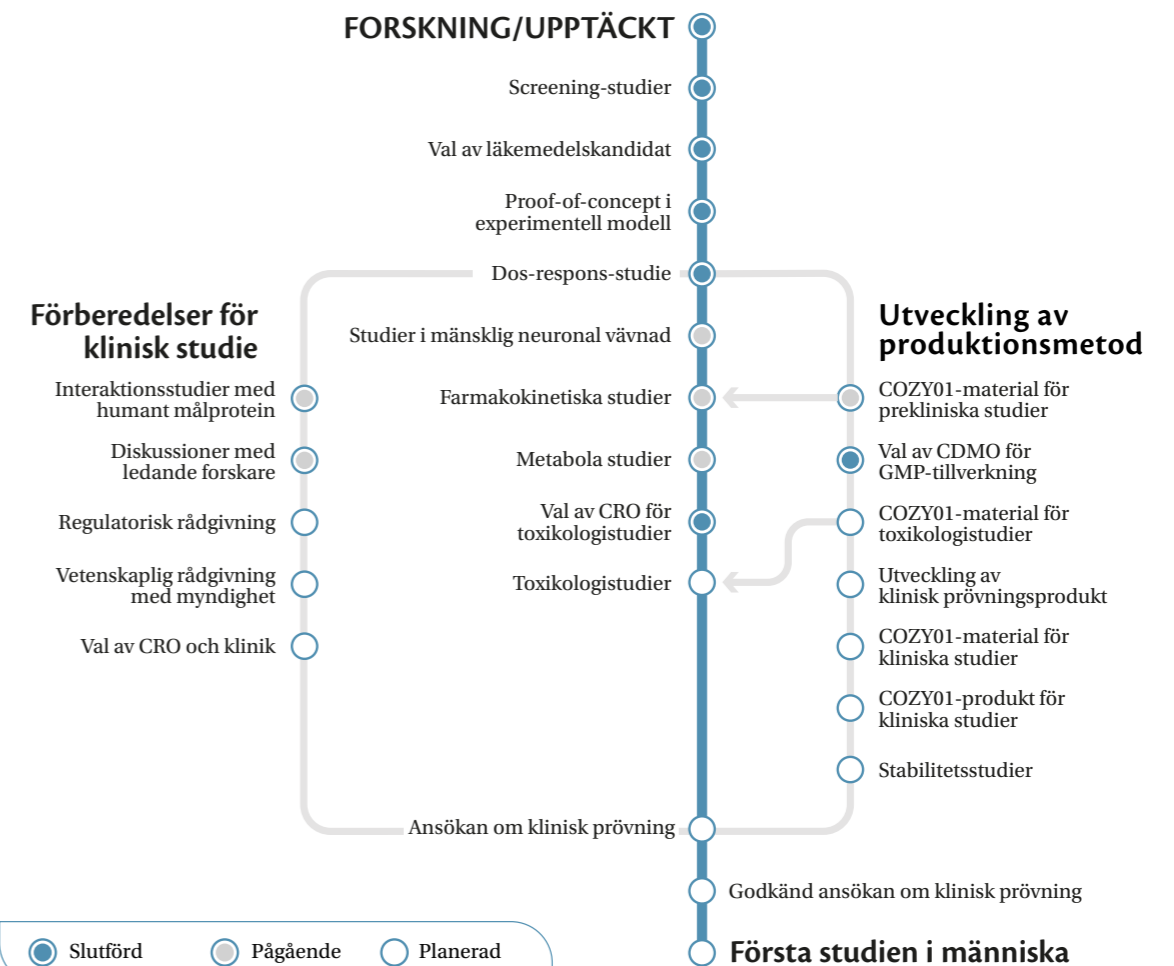 FORSKNING/UPPTÄCKT
Screening-studier
Val av läkemedelskandidat
Proof-of-concept i
experimentell modell
Dos-respons-studie
Studier i mänsklig neuronal vävnad
Farmakokinetiska studier
Metabola studier
Val av CRO för
toxikologistudier
Toxikologistudier
Förberedelser för
klinisk studie
Interaktionsstudier med
humant målprotein
Diskussioner med
ledande forskare
Regulatorisk rådgivning
Vetenskaplig rådgivning
med myndighet
Val av CRO och klinik
Utveckling av
produktionsmetod
COZY01-material för
prekliniska studier
Val av CDMO för
GMP-tillverkning
COZY01-material för
toxikologistudier
Utveckling av
klinisk prövningsprodukt
COZY01-material för
kliniska studier
COZY01-produkt för
kliniska studier
Stabilitetsstudier
Ansökan om klinisk prövning
Godkänd ansökan om klinisk prövning
Första studien i människa
Slutförd
Pågående
Planerad